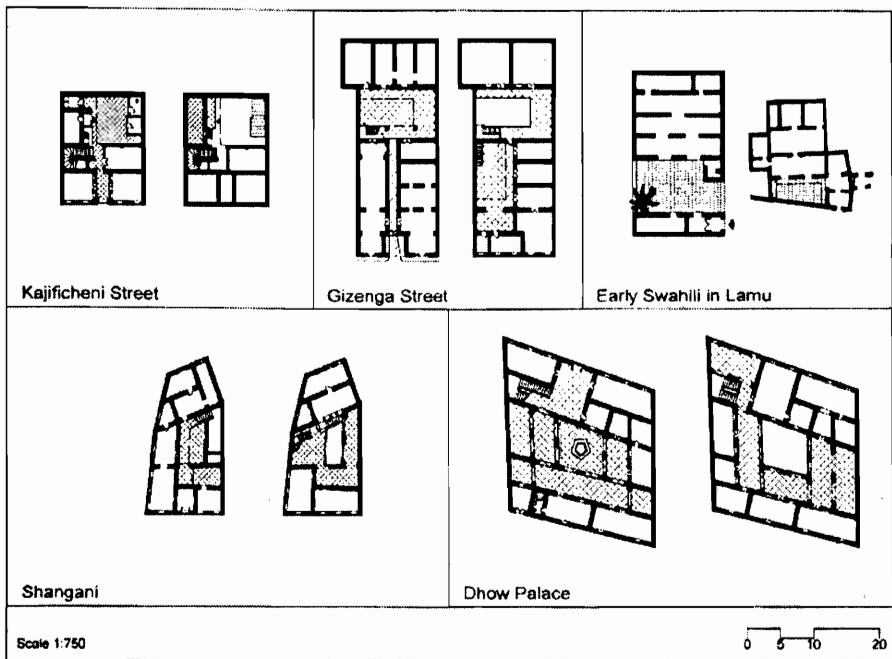 Kajificheni Street
Gizenga Street
Early Swahili in Lamu
Shangani
Dhow Palace
Scale 1:750
0 5 10 20